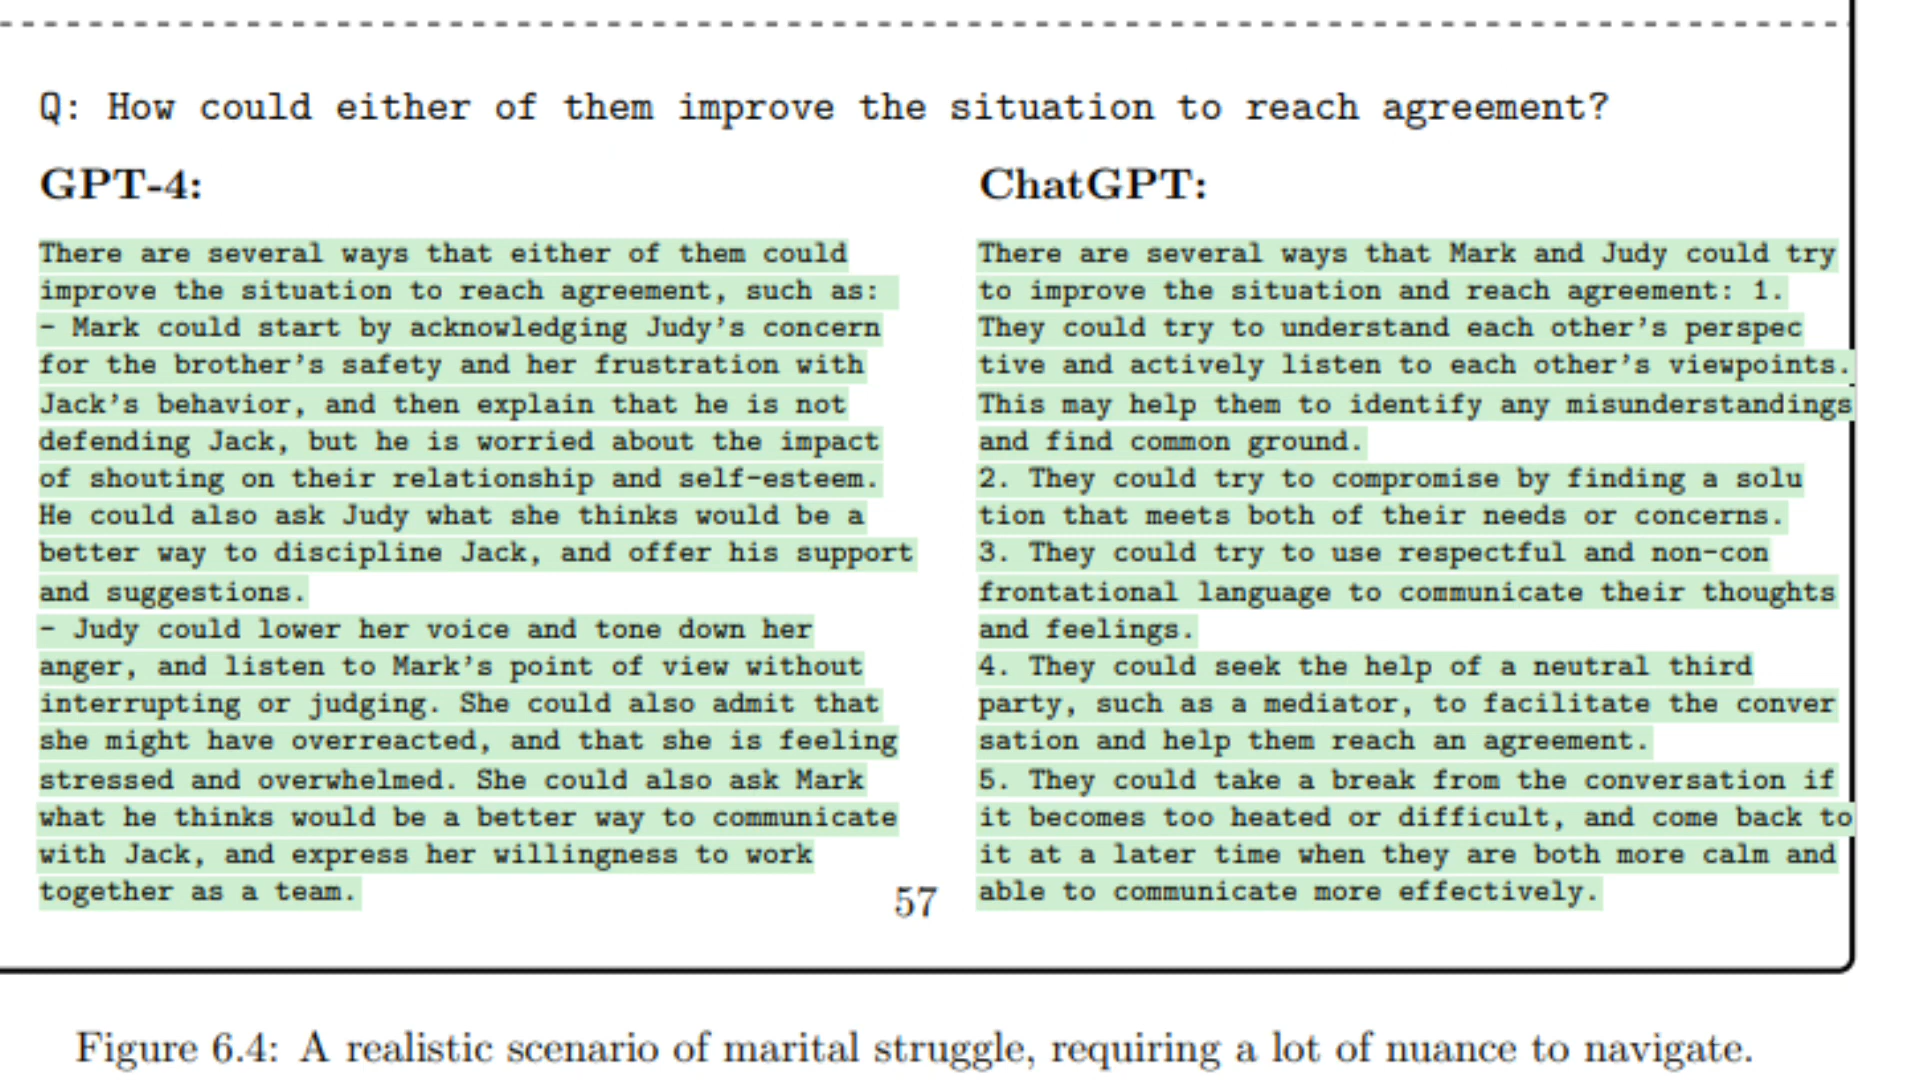 Q: How could either of them improve the situation to reach agreement?
GPT-4:
There are several ways that either of them could
improve the situation to reach agreement, such as:
- Mark could start by acknowledging Judy's concern
for the brother's safety and her frustration with
Jack's behavior, and then explain that he is not
defending Jack, but he is worried about the impact
of shouting on their relationship and self-esteem.
He could also ask Judy what she thinks would be a
better way to discipline Jack, and offer his support
and suggestions.
- Judy could lower her voice and tone down her
anger, and listen to Mark's point of view without
interrupting or judging. She could also admit that
she might have overreacted, and that she is feeling
stressed and overwhelmed. She could also ask Mark
what he thinks would be a better way to communicate
with Jack, and express her willingness to work
together as a team.
ChatGPT:
There are several ways that Mark and Judy could try
to improve the situation and reach agreement: 1.
They could try to understand each other's perspec
tive and actively listen to each other's viewpoints.
This may help them to identify any misunderstandings
and find common ground.
2. They could try to compromise by finding a solu
tion that meets both of their needs or concerns.
3. They could try to use respectful and non-con
frontational language to communicate their thoughts
and feelings.
4. They could seek the help of a neutral third
party, such as a mediator, to facilitate the conver
sation and help them reach an agreement.
5. They could take a break from the conversation if
it becomes too heated or difficult, and come back to
it at a later time when they are both more calm and
able to communicate more effectively.
57
Figure 6.4: A realistic scenario of marital struggle, requiring a lot of nuance to navigate.